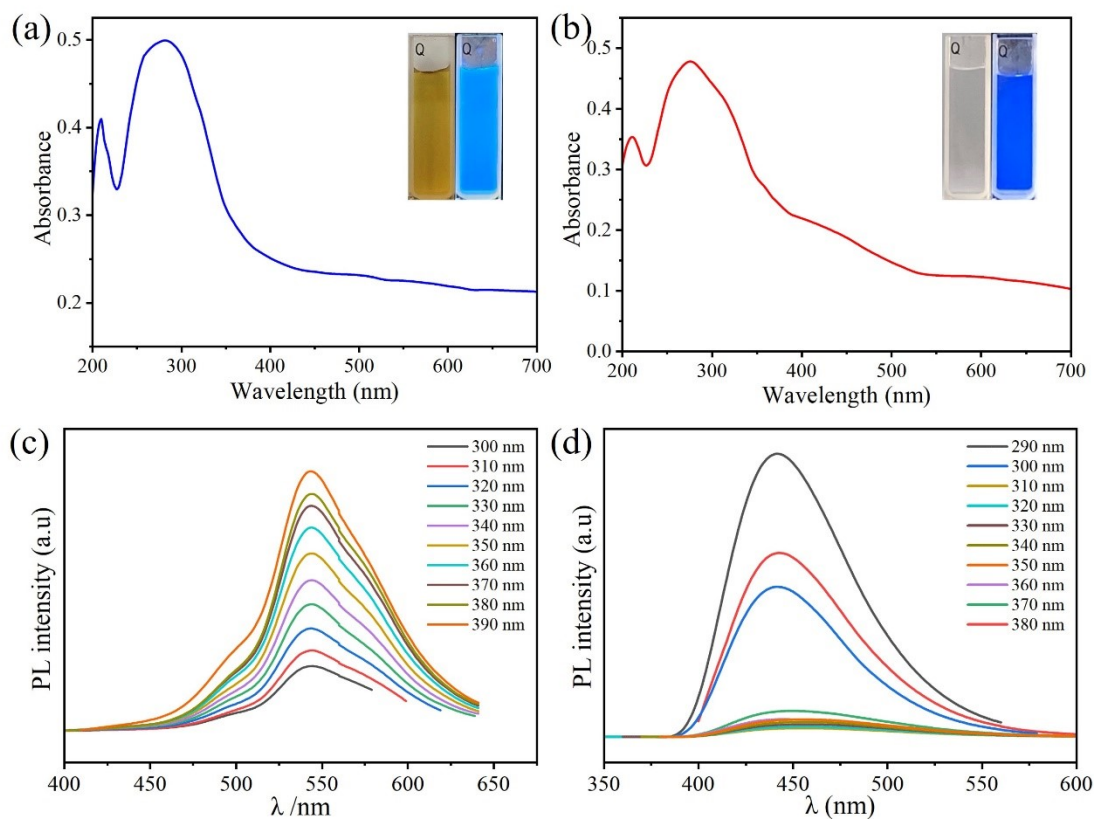 (a)
0.5
0.4
0.3
0.2
Absorbance
200 300 400 500 600 700
Wavelength (nm)
Q Q
(b)
0.5
0.4
0.3
0.2
0.1
0.0
Absorbance
200 300 400 500 600 700
Wavelength (nm)
Q Q
(c)
PL intensity (a.u)
300 nm
310 nm
320 nm
330 nm
340 nm
350 nm
360 nm
370 nm
380 nm
390 nm
400 450 500 550 600 650
λ /nm
(d)
PL intensity (a.u)
290 nm
300 nm
310 nm
320 nm
330 nm
340 nm
350 nm
360 nm
370 nm
380 nm
350 400 450 500 550 600
λ (nm)